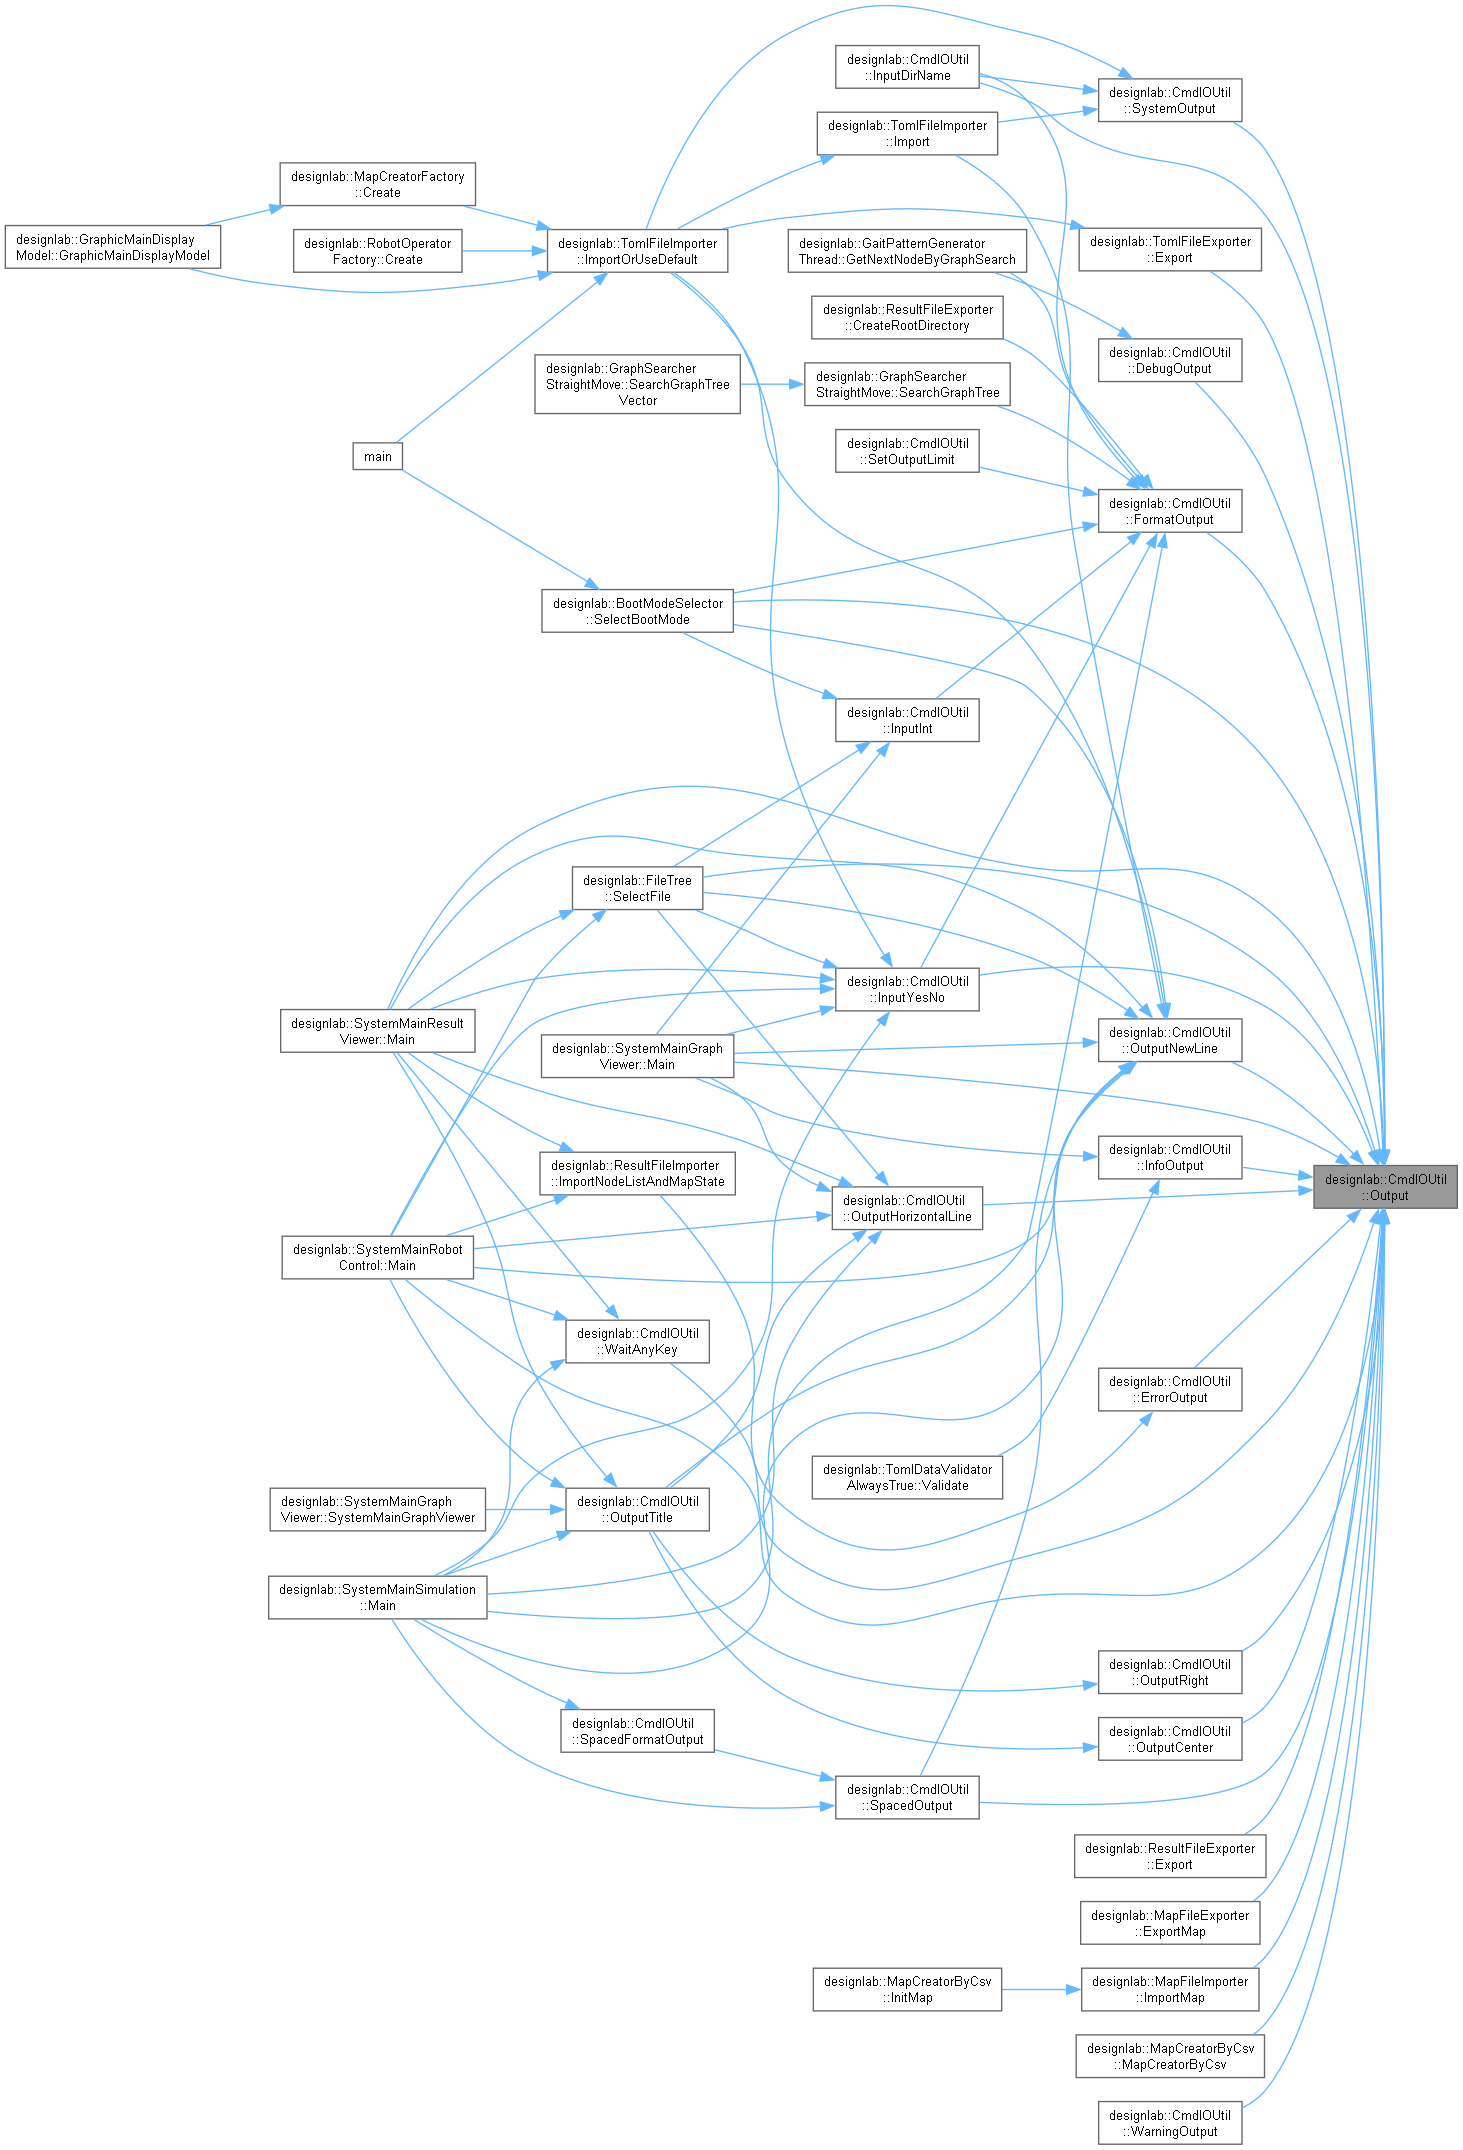 designlab::CmdIOUtil
::InputDirName
designlab::CmdIOUtil
::SystemOutput
designlab::TomlFileImporter
::Import
designlab::MapCreatorFactory
::Create
designlab::GraphicMainDisplay
Model::GraphicMainDisplayModel
designlab::RobotOperator
Factory::Create
designlab::TomlFileImporter
::ImportOrUseDefault
designlab::GaitPatternGenerator
Thread::GetNextNodeByGraphSearch
designlab::TomlFileExporter
::Export
designlab::ResultFileExporter
::CreateRootDirectory
designlab::CmdIOUtil
::DebugOutput
designlab::GraphSearcher
StraightMove::SearchGraphTree
Vector
designlab::GraphSearcher
StraightMove::SearchGraphTree
main
designlab::CmdIOUtil
::SetOutputLimit
designlab::CmdIOUtil
::FormatOutput
designlab::BootModeSelector
::SelectBootMode
designlab::CmdIOUtil
::InputInt
designlab::FileTree
::SelectFile
designlab::CmdIOUtil
::InputYesNo
designlab::SystemMainResult
Viewer::Main
designlab::SystemMainGraph
Viewer::Main
designlab::CmdIOUtil
::OutputNewLine
designlab::ResultFileImporter
::ImportNodeListAndMapState
designlab::CmdIOUtil
::InfoOutput
designlab::CmdIOUtil
::Output
designlab::CmdIOUtil
::OutputHorizontalLine
designlab::SystemMainRobot
Control::Main
designlab::CmdIOUtil
::WaitAnyKey
designlab::CmdIOUtil
::ErrorOutput
designlab::TomlDataValidator
AlwaysTrue::Validate
designlab::SystemMainGraph
Viewer::SystemMainGraphViewer
designlab::CmdIOUtil
::OutputTitle
designlab::SystemMainSimulation
::Main
designlab::CmdIOUtil
::OutputRight
designlab::CmdIOUtil
::SpacedFormatOutput
designlab::CmdIOUtil
::OutputCenter
designlab::CmdIOUtil
::SpacedOutput
designlab::ResultFileExporter
::Export
designlab::MapFileExporter
::ExportMap
designlab::MapCreatorByCsv
::InitMap
designlab::MapFileImporter
::ImportMap
designlab::MapCreatorByCsv
::MapCreatorByCsv
designlab::CmdIOUtil
::WarningOutput